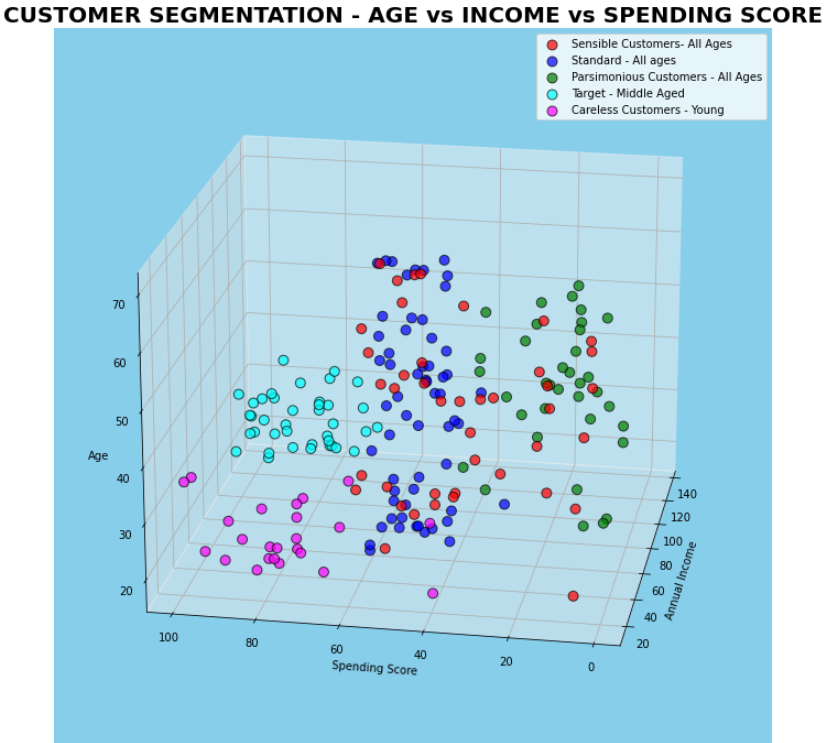 CUSTOMER SEGMENTATION - AGE vs INCOME vs SPENDING SCORE
Sensible Customers- All Ages
Standard - All ages
Parsimonious Customers - All Ages
Target - Middle Aged
Careless Customers - Young
70
60
50
Age
40
30
20
140
120
100
80
60
40
20
Annual Income
100
80
60
40
20
0
Spending Score